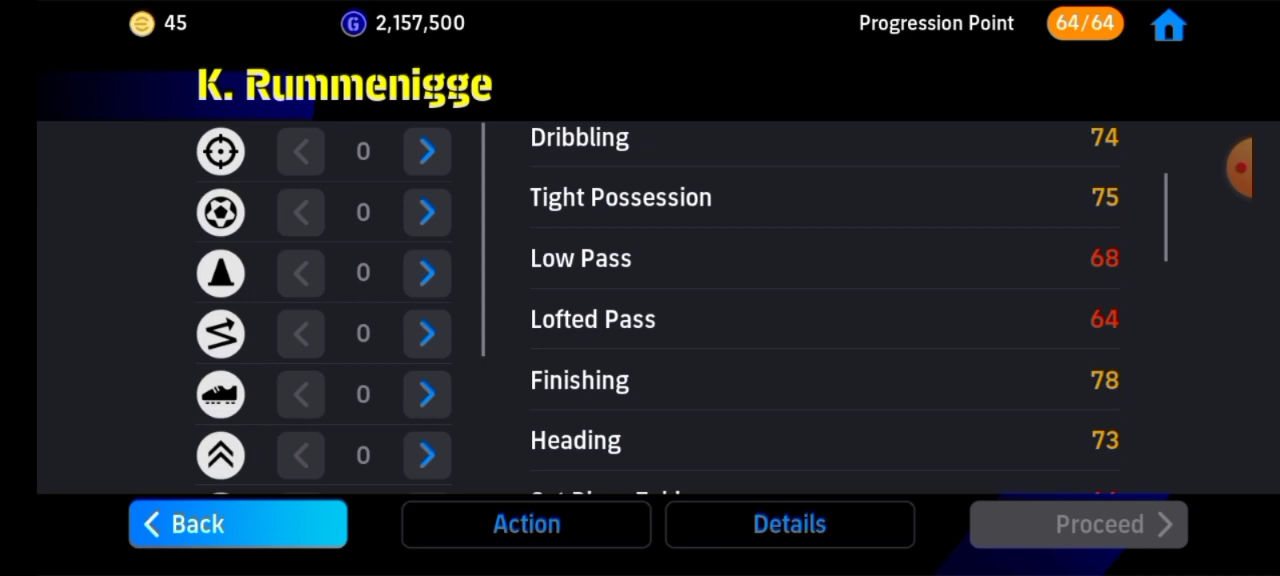 45 G 2,157,500 Progression Point 64/64
K. Rummenigge
0 Dribbling 74
0 Tight Possession 75
0 Low Pass 68
0 Lofted Pass 64
0 Finishing 78
0 Heading 73
Back Action Details Proceed